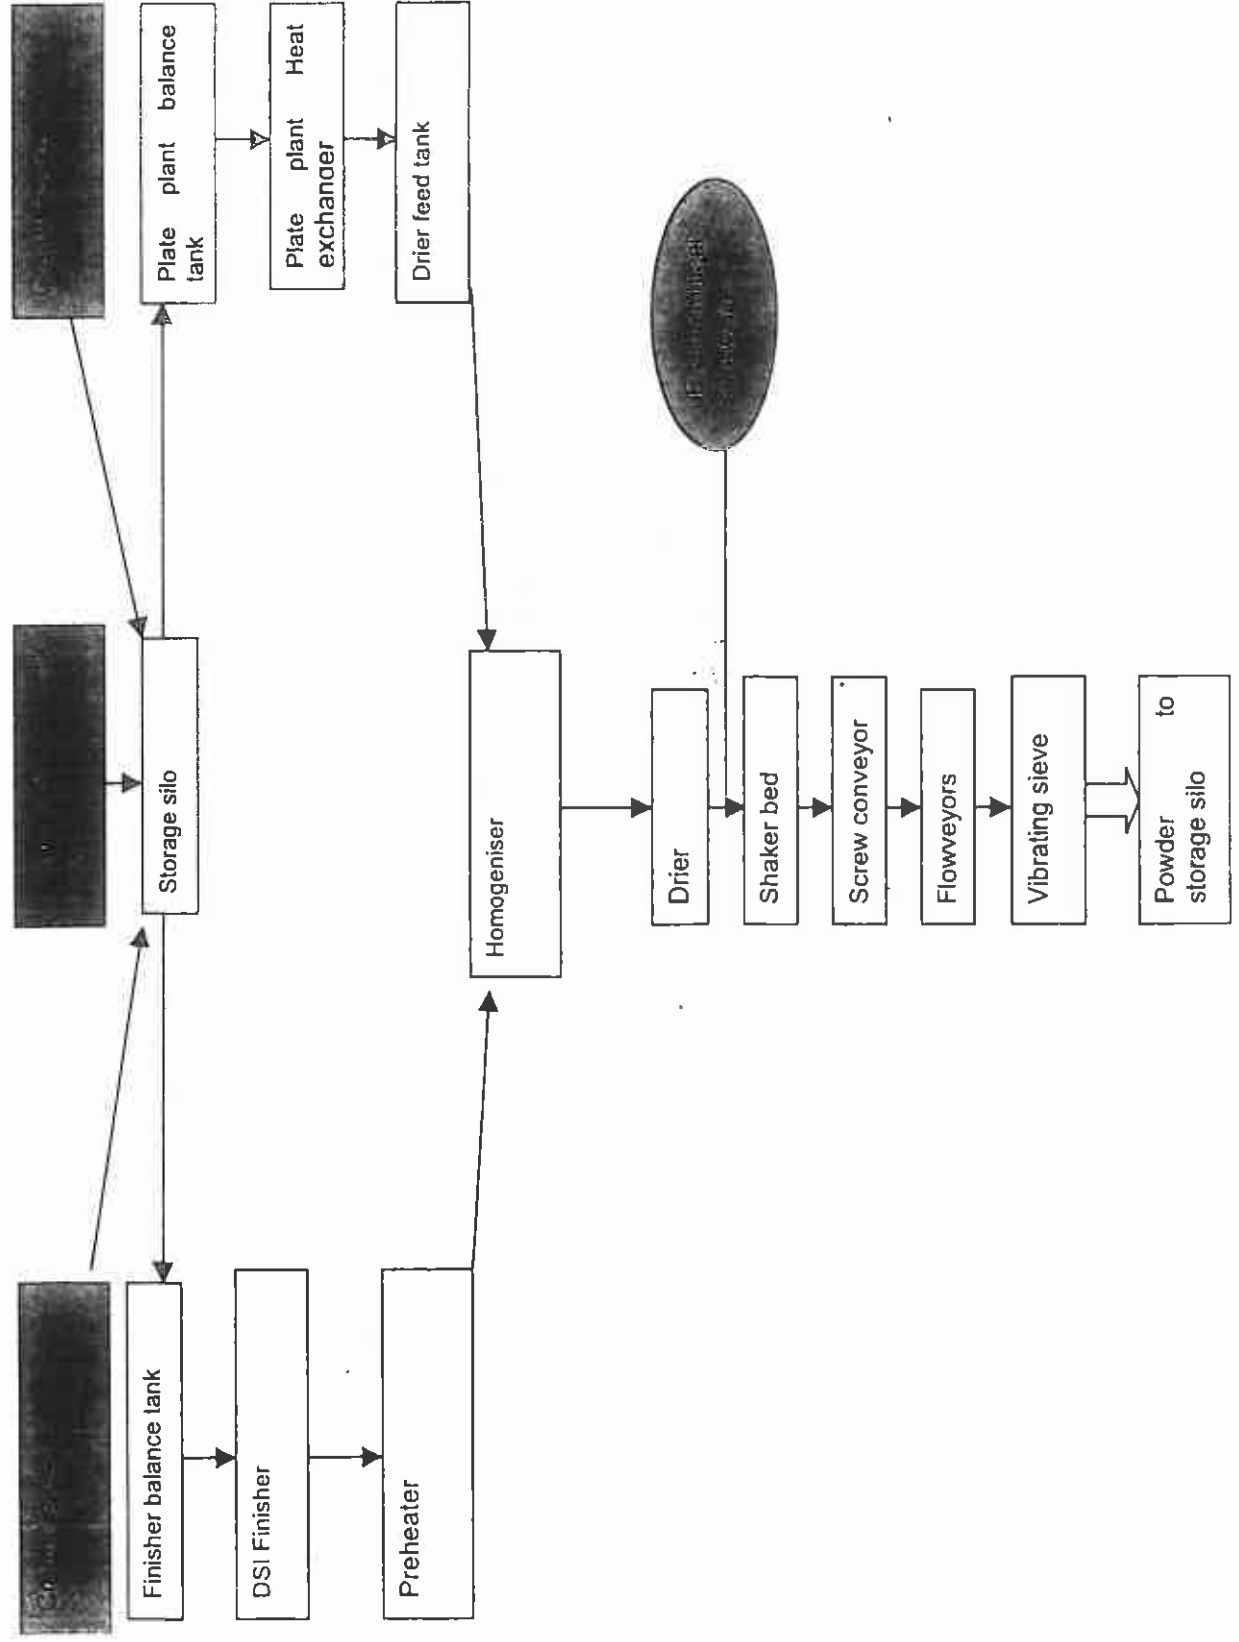 Storage silo
Finisher balance tank
DSI Finisher
Preheater
Plate plant balance
tank
Plate plant Heat
exchanger
Drier feed tank
Homogeniser
Drier
Shaker bed
Screw conveyor
Flowveyors
Vibrating sieve
Powder to
storage silo